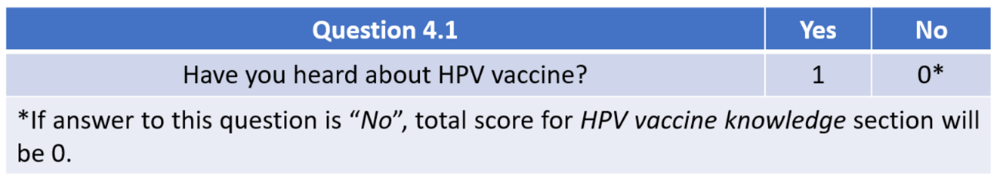 Question 4.1 Yes No
Have you heard about HPV vaccine? 1 0*
*If answer to this question is “No”, total score for HPV vaccine knowledge section will
be 0.